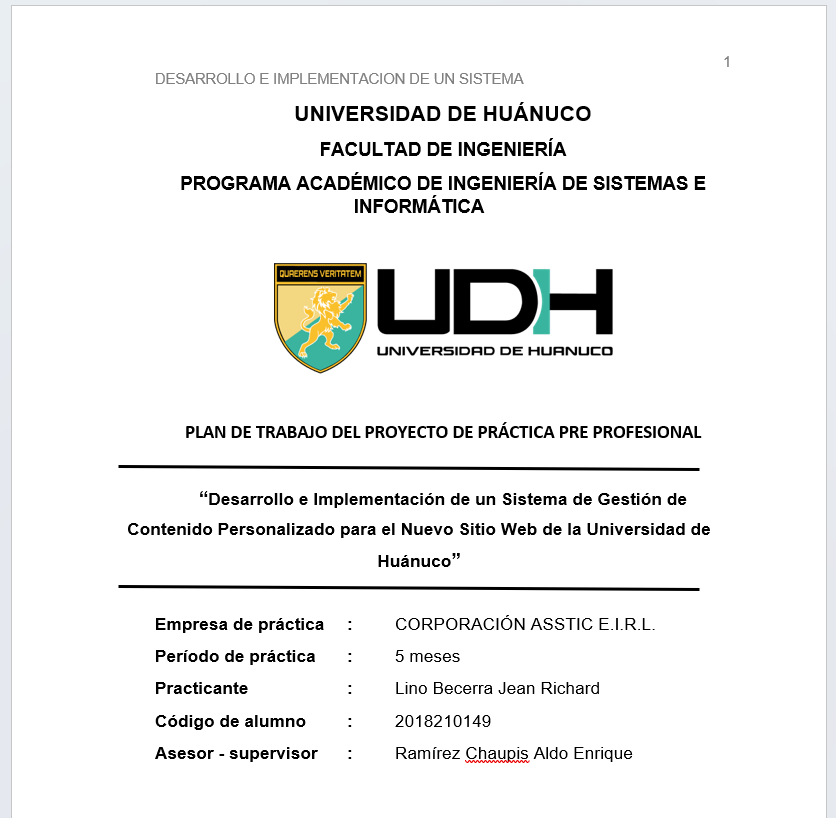 1
DESARROLLO E IMPLEMENTACION DE UN SISTEMA
UNIVERSIDAD DE HUÁNUCO
FACULTAD DE INGENIERÍA
PROGRAMA ACADÉMICO DE INGENIERÍA DE SISTEMAS E
INFORMÁTICA
QUAERENS VERITATEM
UDH
UNIVERSIDAD DE HUANUCO
PLAN DE TRABAJO DEL PROYECTO DE PRÁCTICA PRE PROFESIONAL
“Desarrollo e Implementación de un Sistema de Gestión de
Contenido Personalizado para el Nuevo Sitio Web de la Universidad de
Huánuco”
Empresa de práctica : CORPORACIÓN ASSTIC E.I.R.L.
Período de práctica : 5 meses
Practicante : Lino Becerra Jean Richard
Código de alumno : 2018210149
Asesor - supervisor : Ramírez Chaupis Aldo Enrique